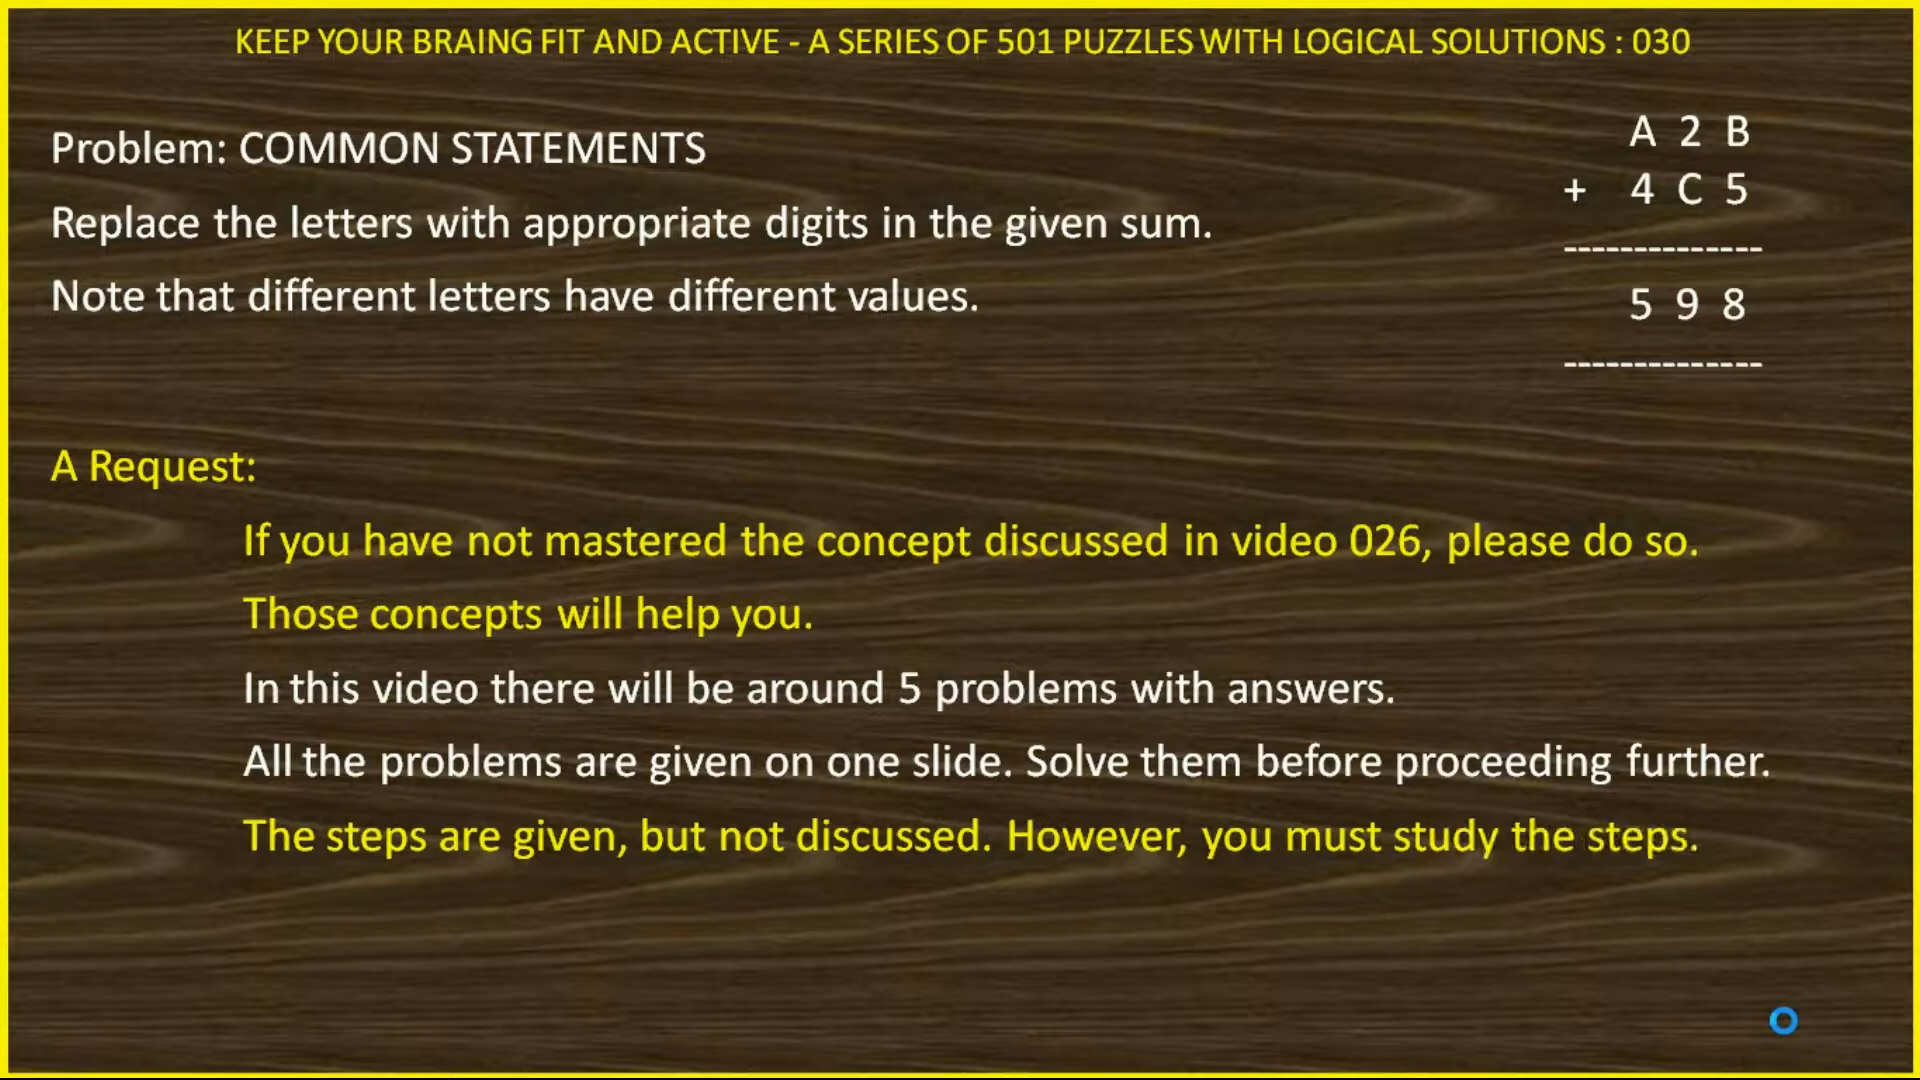 KEEP YOUR BRAING FIT AND ACTIVE - A SERIES OF 501 PUZZLES WITH LOGICAL SOLUTIONS : 030
Problem: COMMON STATEMENTS
Replace the letters with appropriate digits in the given sum.
Note that different letters have different values.
A 2 B
+ 4 C 5
--------------
5 9 8
--------------
A Request:
If you have not mastered the concept discussed in video 026, please do so.
Those concepts will help you.
In this video there will be around 5 problems with answers.
All the problems are given on one slide. Solve them before proceeding further.
The steps are given, but not discussed. However, you must study the steps.